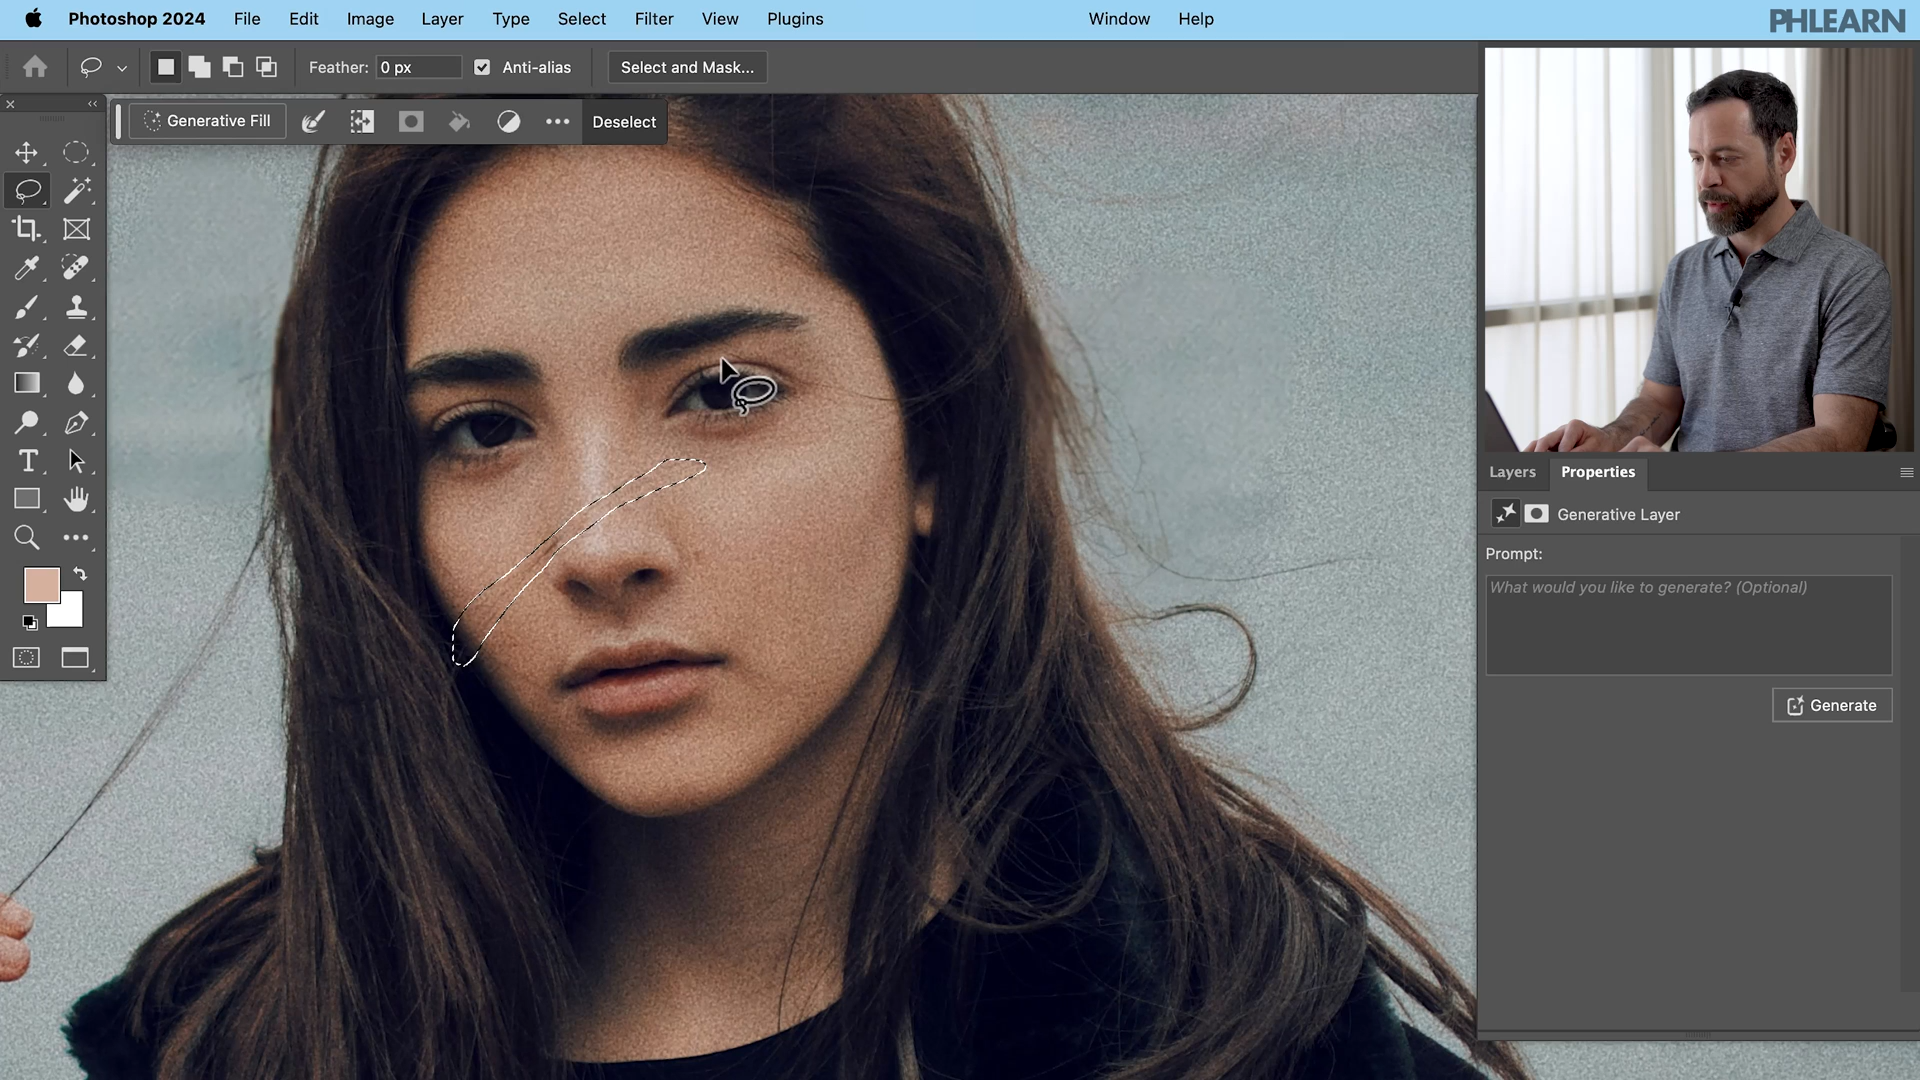 Photoshop 2024 File Edit Image Layer Type Select Filter View Plugins Window Help
PHLEARN
Feather: 0 px Anti-alias Select and Mask...
Generative Fill Deselect
Layers Properties
Generative Layer
Prompt:
What would you like to generate? (Optional)
Generate